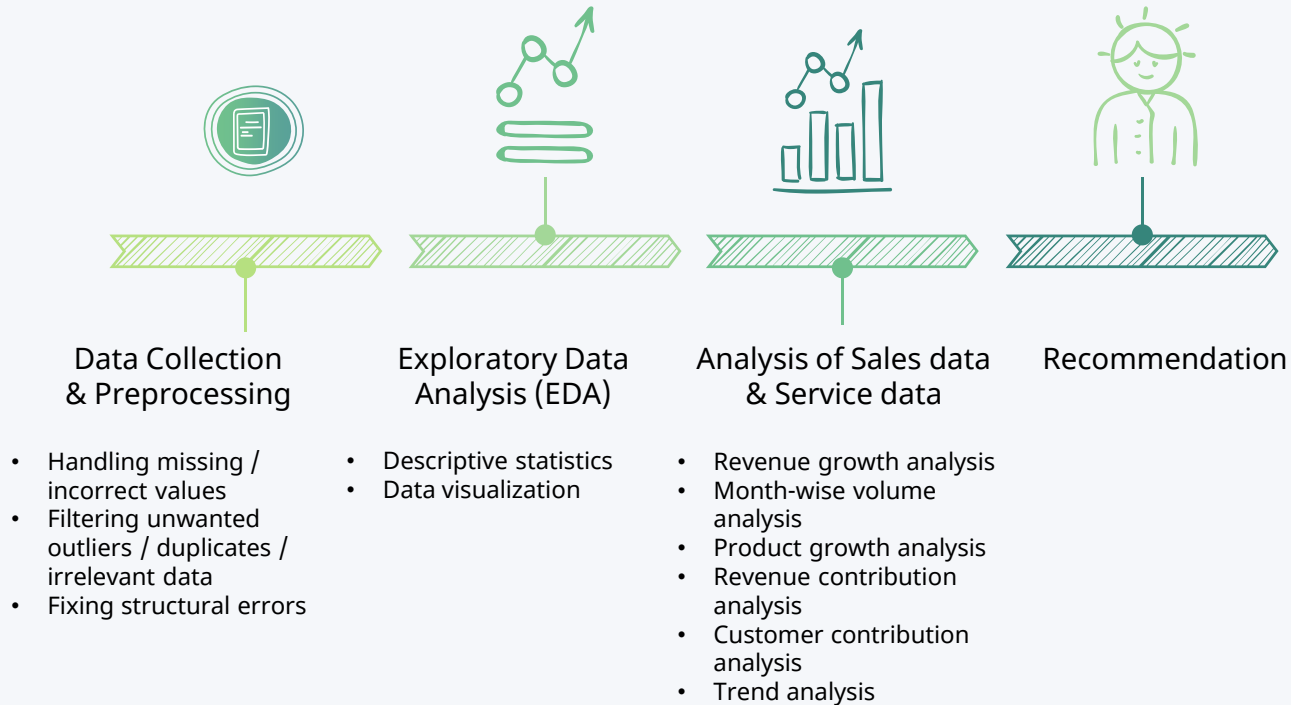 Data Collection
& Preprocessing
• Handling missing /
incorrect values
• Filtering unwanted
outliers / duplicates /
irrelevant data
• Fixing structural errors
Exploratory Data
Analysis (EDA)
• Descriptive statistics
• Data visualization
Analysis of Sales data
& Service data
• Revenue growth analysis
• Month-wise volume
analysis
• Product growth analysis
• Revenue contribution
analysis
• Customer contribution
analysis
• Trend analysis
Recommendation